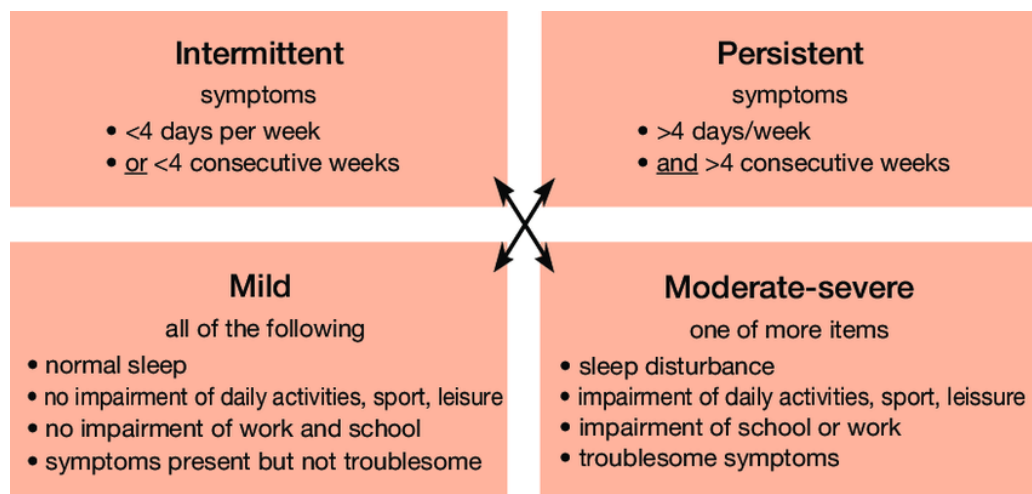 Intermittent
symptoms
• <4 days per week
• or <4 consecutive weeks
Persistent
symptoms
• >4 days/week
• and >4 consecutive weeks
Mild
all of the following
• normal sleep
• no impairment of daily activities, sport, leisure
• no impairment of work and school
• symptoms present but not troublesome
Moderate-severe
one of more items
• sleep disturbance
• impairment of daily activities, sport, leissure
• impairment of school or work
• troublesome symptoms